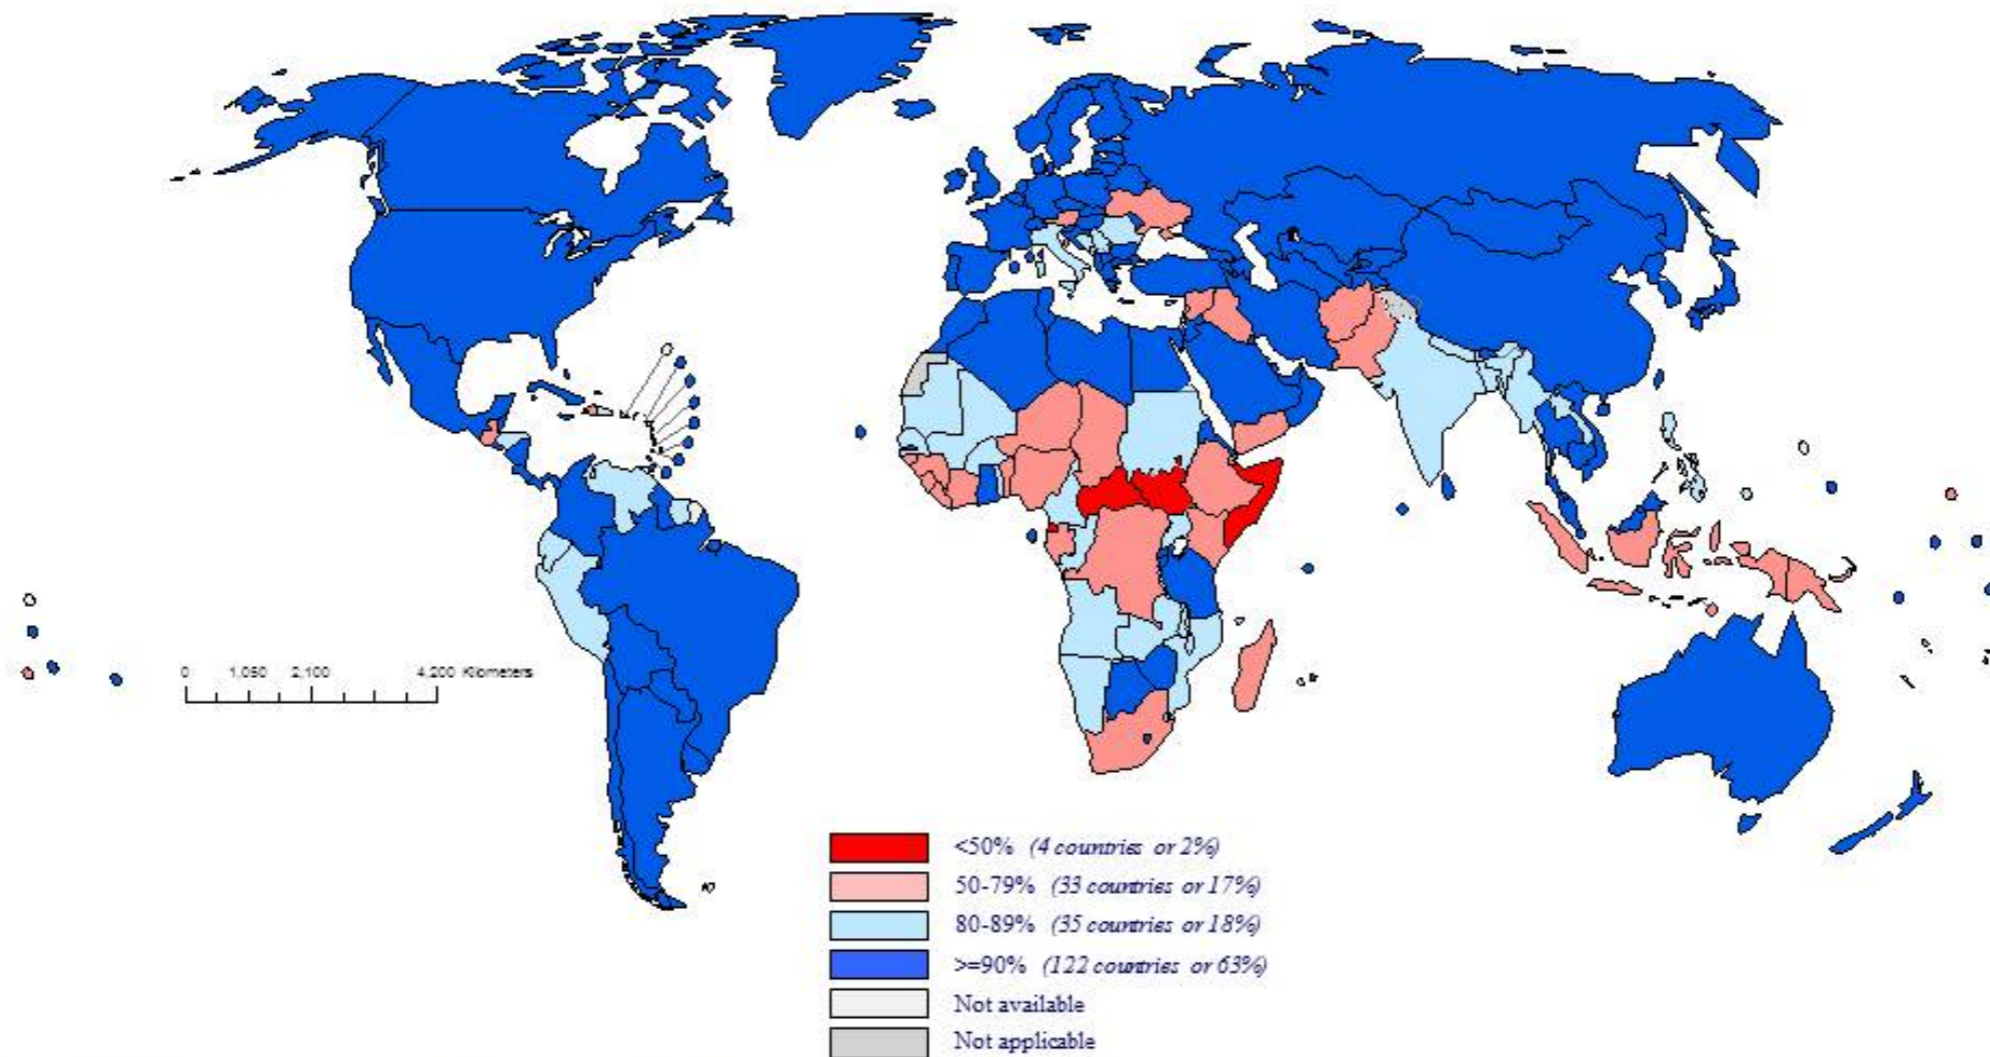 0 1,050 2,100 4,200 Kilometers
<50% (4 countries or 2%)
50-79% (33 countries or 17%)
80-89% (35 countries or 18%)
>=90% (122 countries or 63%)
Not available
Not applicable